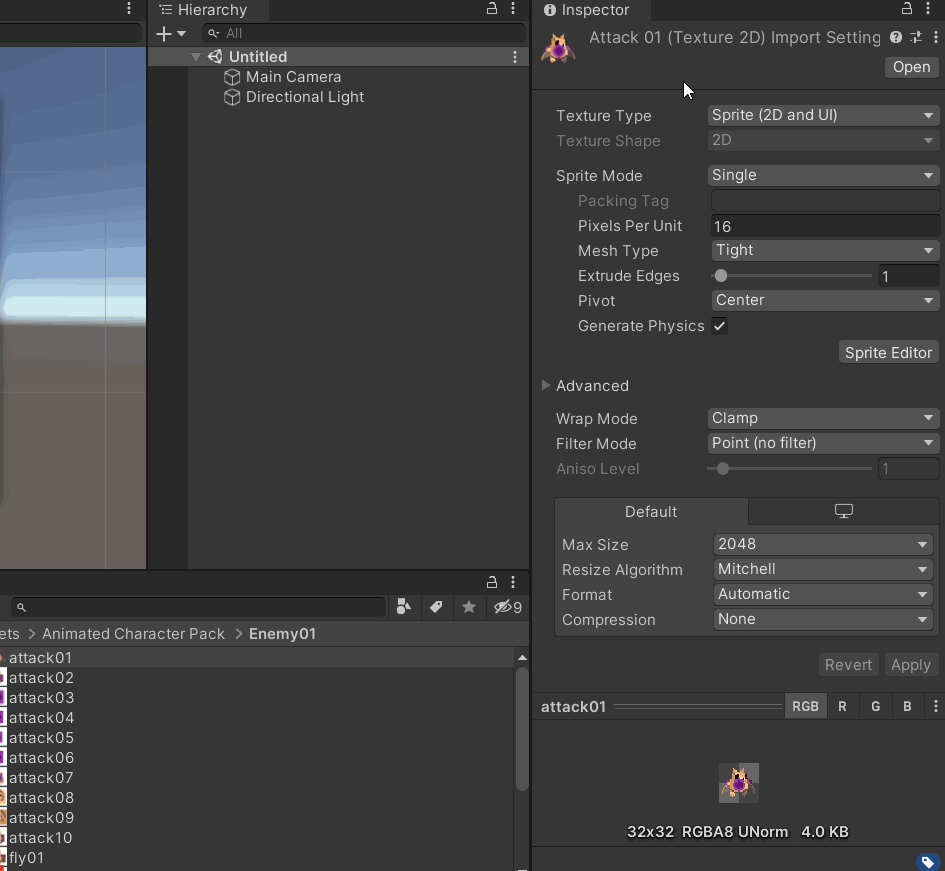 Hierarchy
All
Untitled
Main Camera
Directional Light
Inspector
Attack 01 (Texture 2D) Import Setting
Open
Texture Type Sprite (2D and UI)
Texture Shape 2D
Sprite Mode Single
Packing Tag
Pixels Per Unit 16
Mesh Type Tight
Extrude Edges 1
Pivot Center
Generate Physics
Sprite Editor
Advanced
Wrap Mode Clamp
Filter Mode Point (no filter)
Aniso Level 1
Default
Max Size 2048
Resize Algorithm Mitchell
Format Automatic
Compression None
Revert Apply
attack01 RGB R G B
32x32 RGBA8 UNorm 4.0 KB
9
ets > Animated Character Pack > Enemy01
attack01
attack02
attack03
attack04
attack05
attack06
attack07
attack08
attack09
attack10
fly01